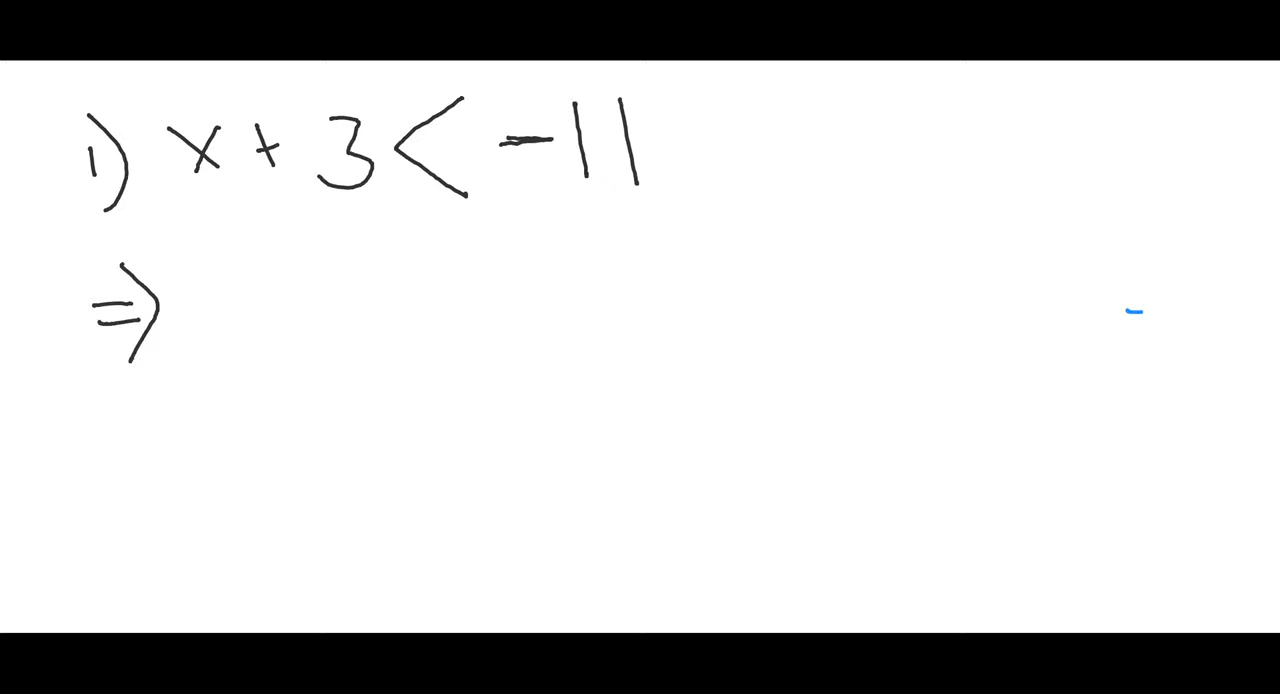 1) x + 3 < -11
⇒